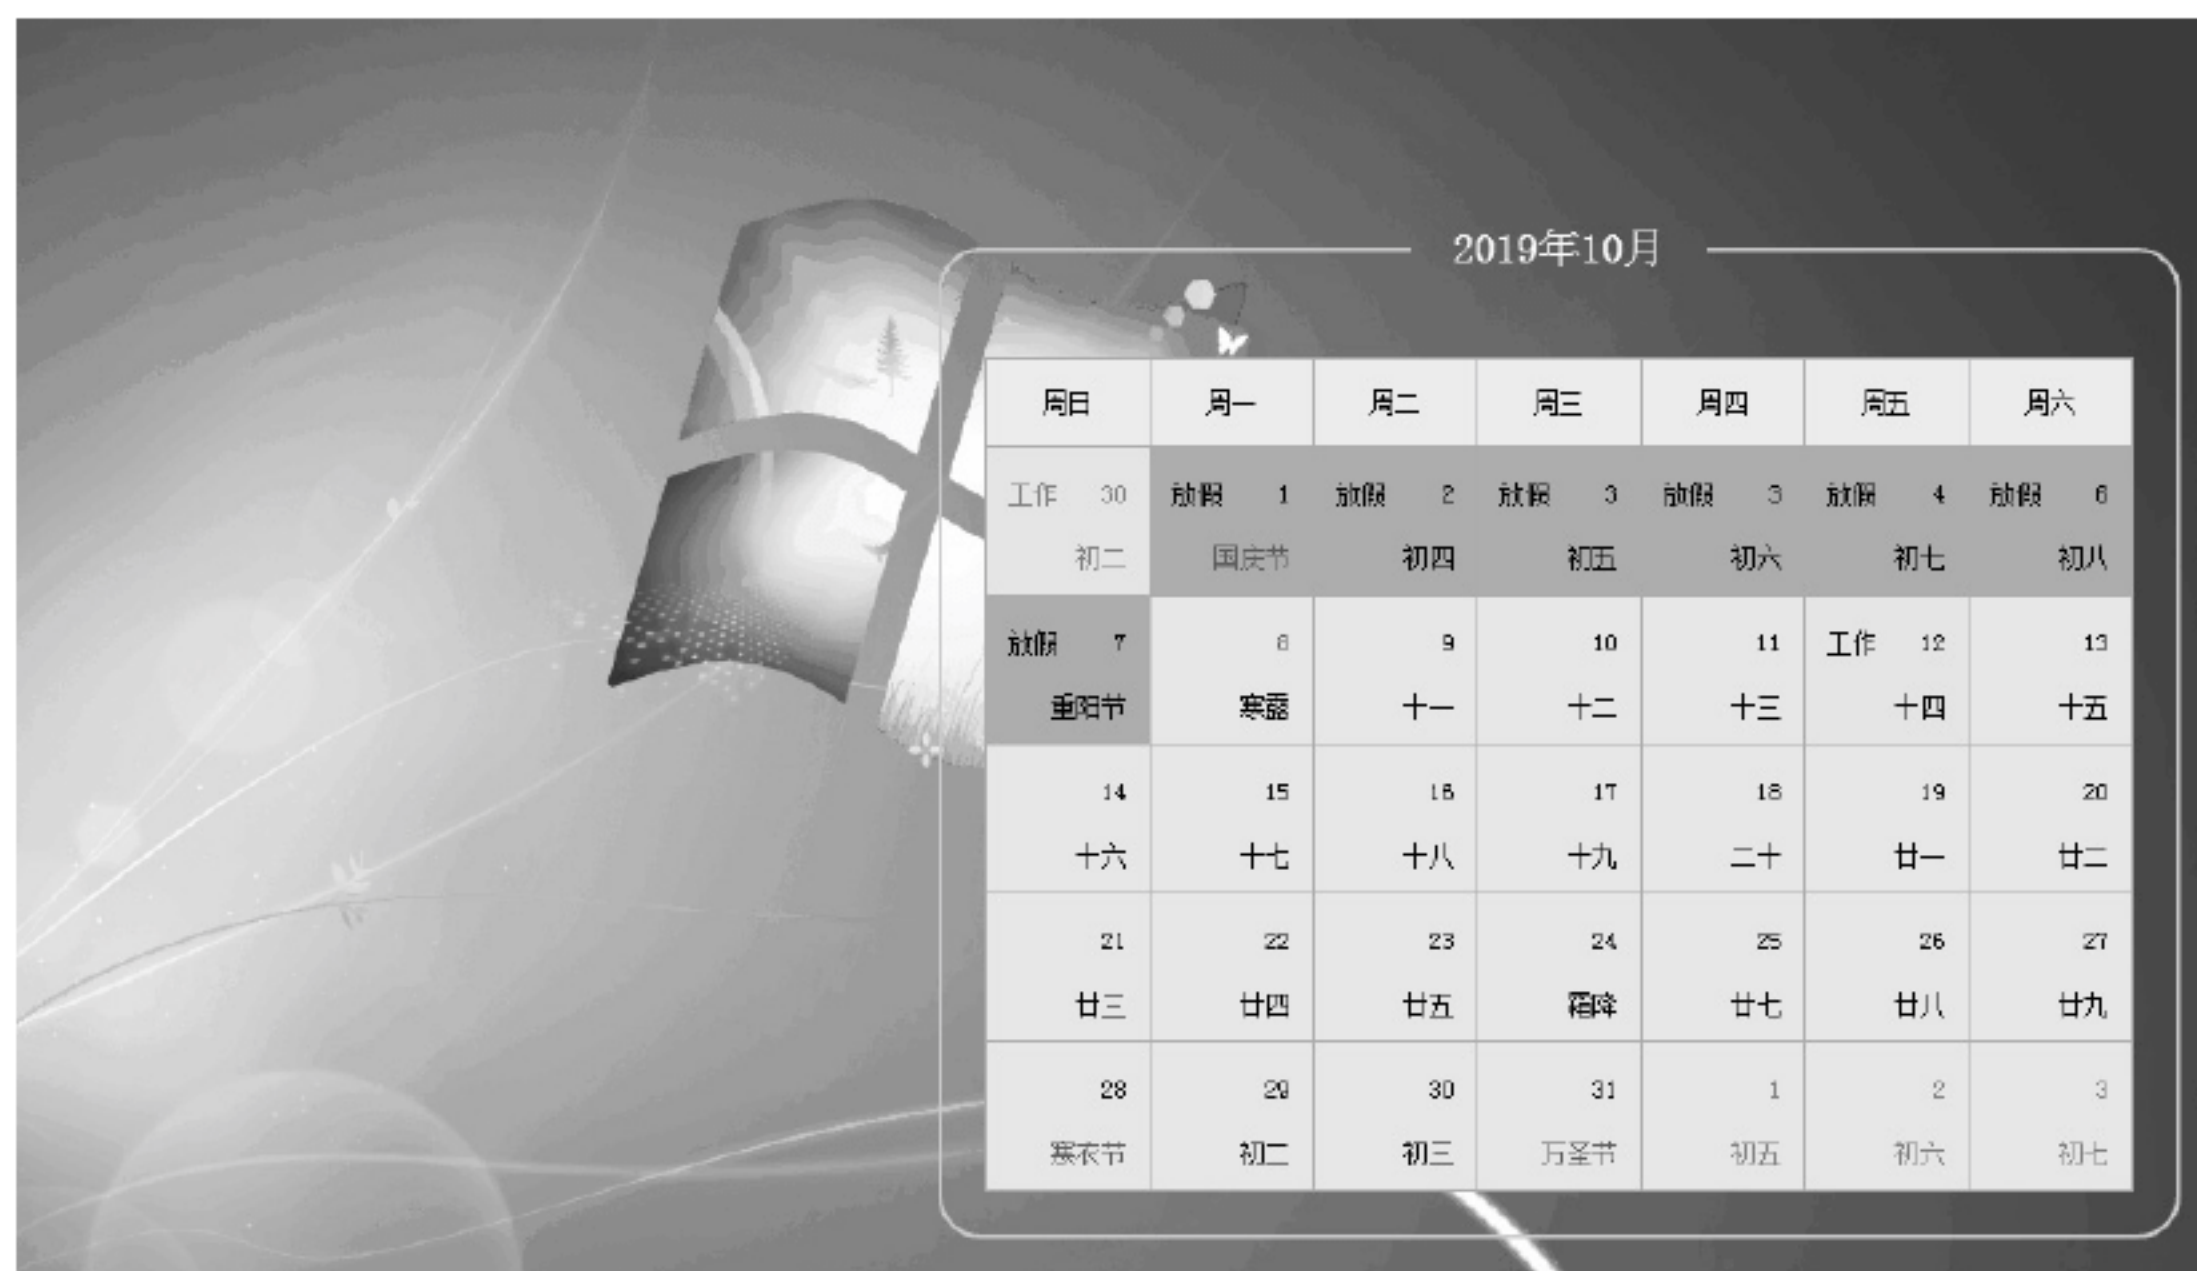 2019年10月
周日 周一 周二 周三 周四 周五 周六
工作 30 放假 1 放假 2 放假 3 放假 3 放假 4 放假 6
初二 国庆节 初四 初五 初六 初七 初八
放假 7 8 9 10 11 工作 12 13
重阳节 寒露 十一 十二 十三 十四 十五
14 15 16 17 18 19 20
十六 十七 十八 十九 二十 廿一 廿二
21 22 23 24 25 26 27
廿三 廿四 廿五 霜降 廿七 廿八 廿九
28 29 30 31 1 2 3
寒衣节 初二 初三 万圣节 初五 初六 初七